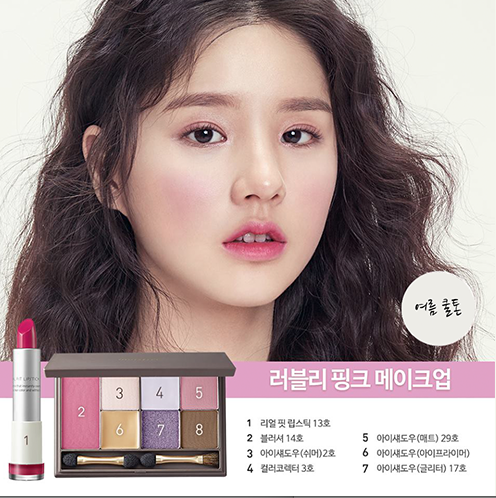 여름 쿨톤
러블리 핑크 메이크업
1 리얼 핏 립스틱 13호
2 블러셔 14호
3 아이섀도우(쉬머)2호
4 컬러코렉터 3호
5 아이섀도우(매트) 29호
6 아이섀도우(아이프라이머)
7 아이섀도우(글리터) 17호
1
2
3
4
5
6
7
8